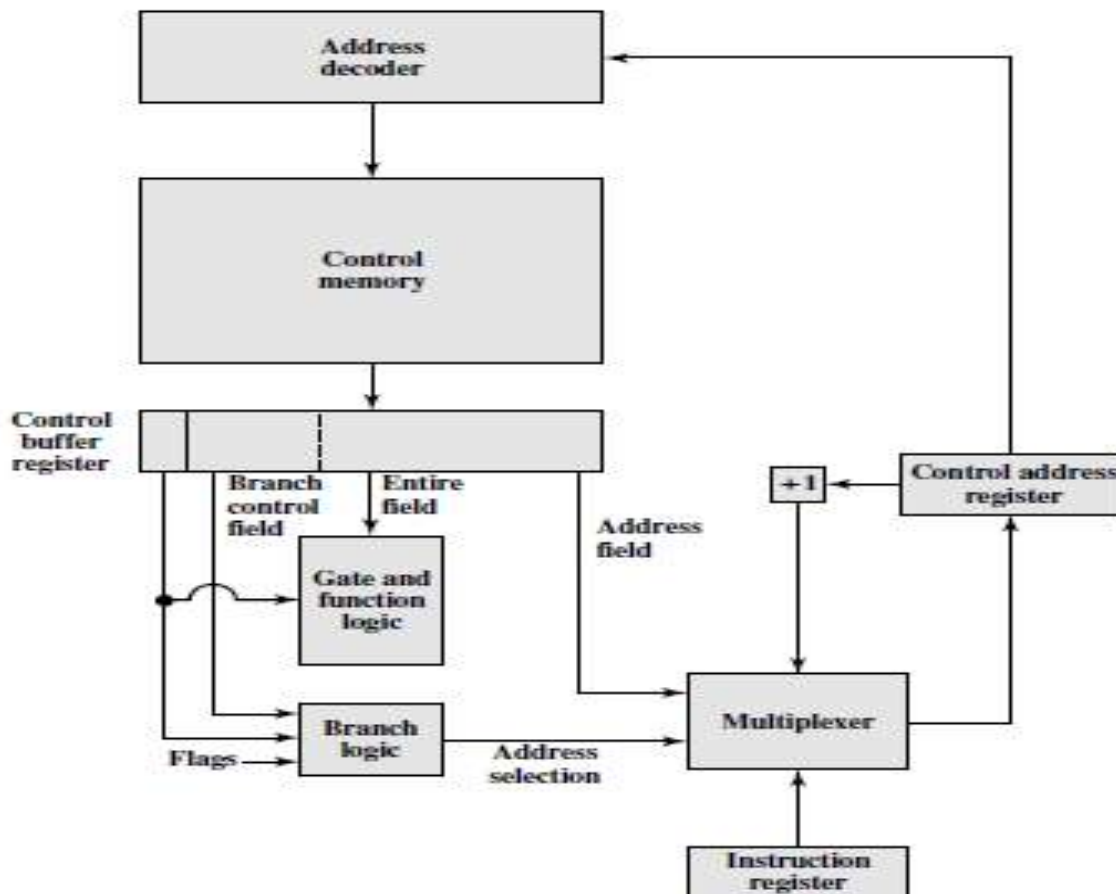 Address
decoder
Control
memory
Control
buffer
register
Branch
control
field
Entire
field
Address
field
+1
Control address
register
Gate and
function
logic
Branch
logic
Flags
Address
selection
Multiplexer
Instruction
register